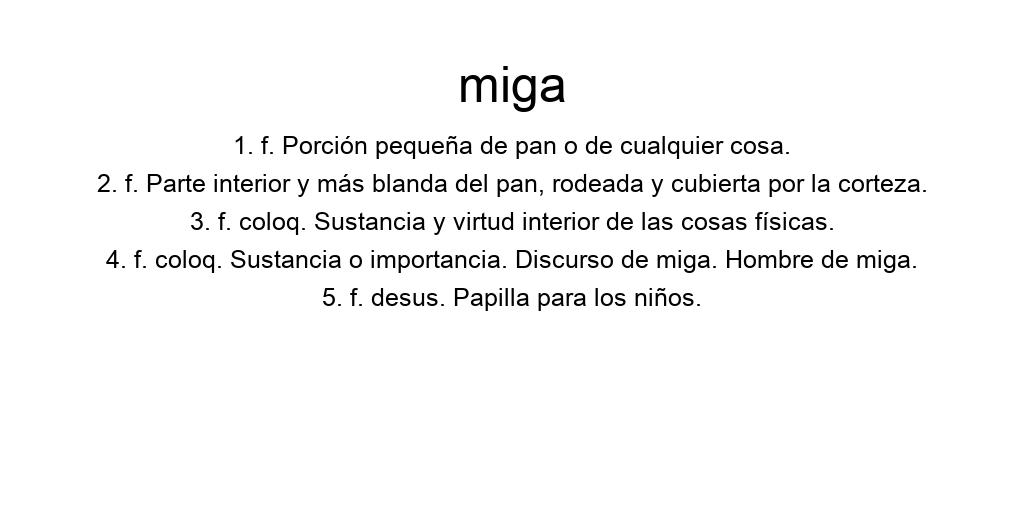 miga
1. f. Porción pequeña de pan o de cualquier cosa.
2. f. Parte interior y más blanda del pan, rodeada y cubierta por la corteza.
3. f. coloq. Sustancia y virtud interior de las cosas físicas.
4. f. coloq. Sustancia o importancia. Discurso de miga. Hombre de miga.
5. f. desus. Papilla para los niños.